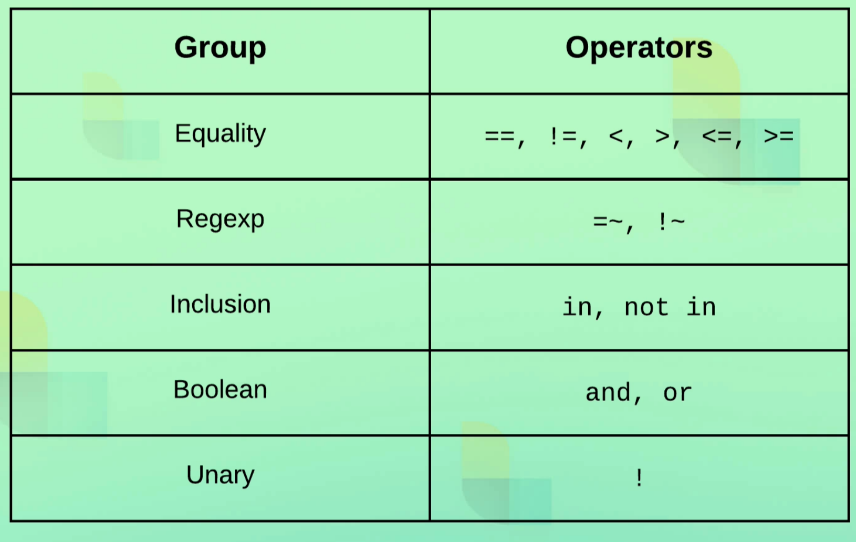 Group Operators
Equality ==, !=, <, >, <=, >=
Regexp =~, !~
Inclusion in, not in
Boolean and, or
Unary !